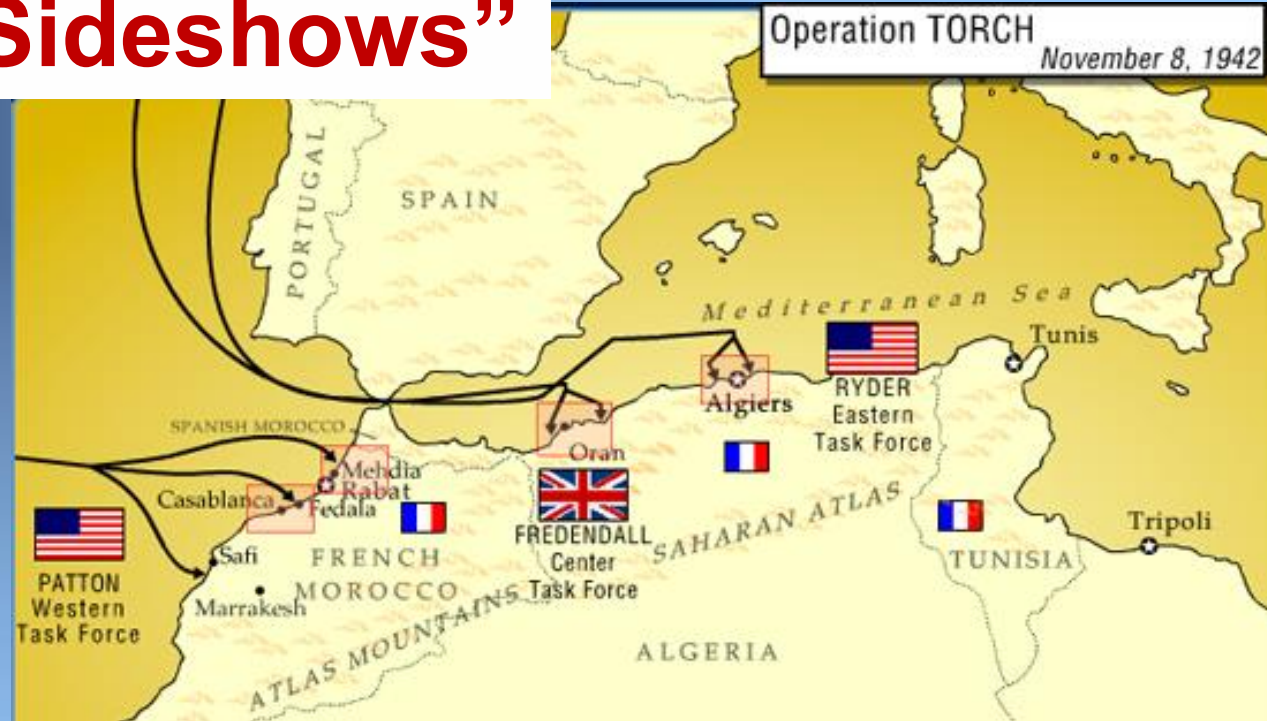 Sideshows”
Operation TORCH
November 8, 1942
PORTUGAL
SPAIN
Mediterranean Sea
Tunis
RYDER
Eastern
Task Force
Algiers
SPANISH MOROCCO
Oran
Mehdia
Rabat
Casablanca
Fedala
FREDENDALL
Center
Task Force
SAHARAN ATLAS
Tripoli
Safi
FRENCH
MOROCCO
TUNISIA
PATTON
Western
Task Force
Marrakesh
ATLAS MOUNTAINS
ALGERIA